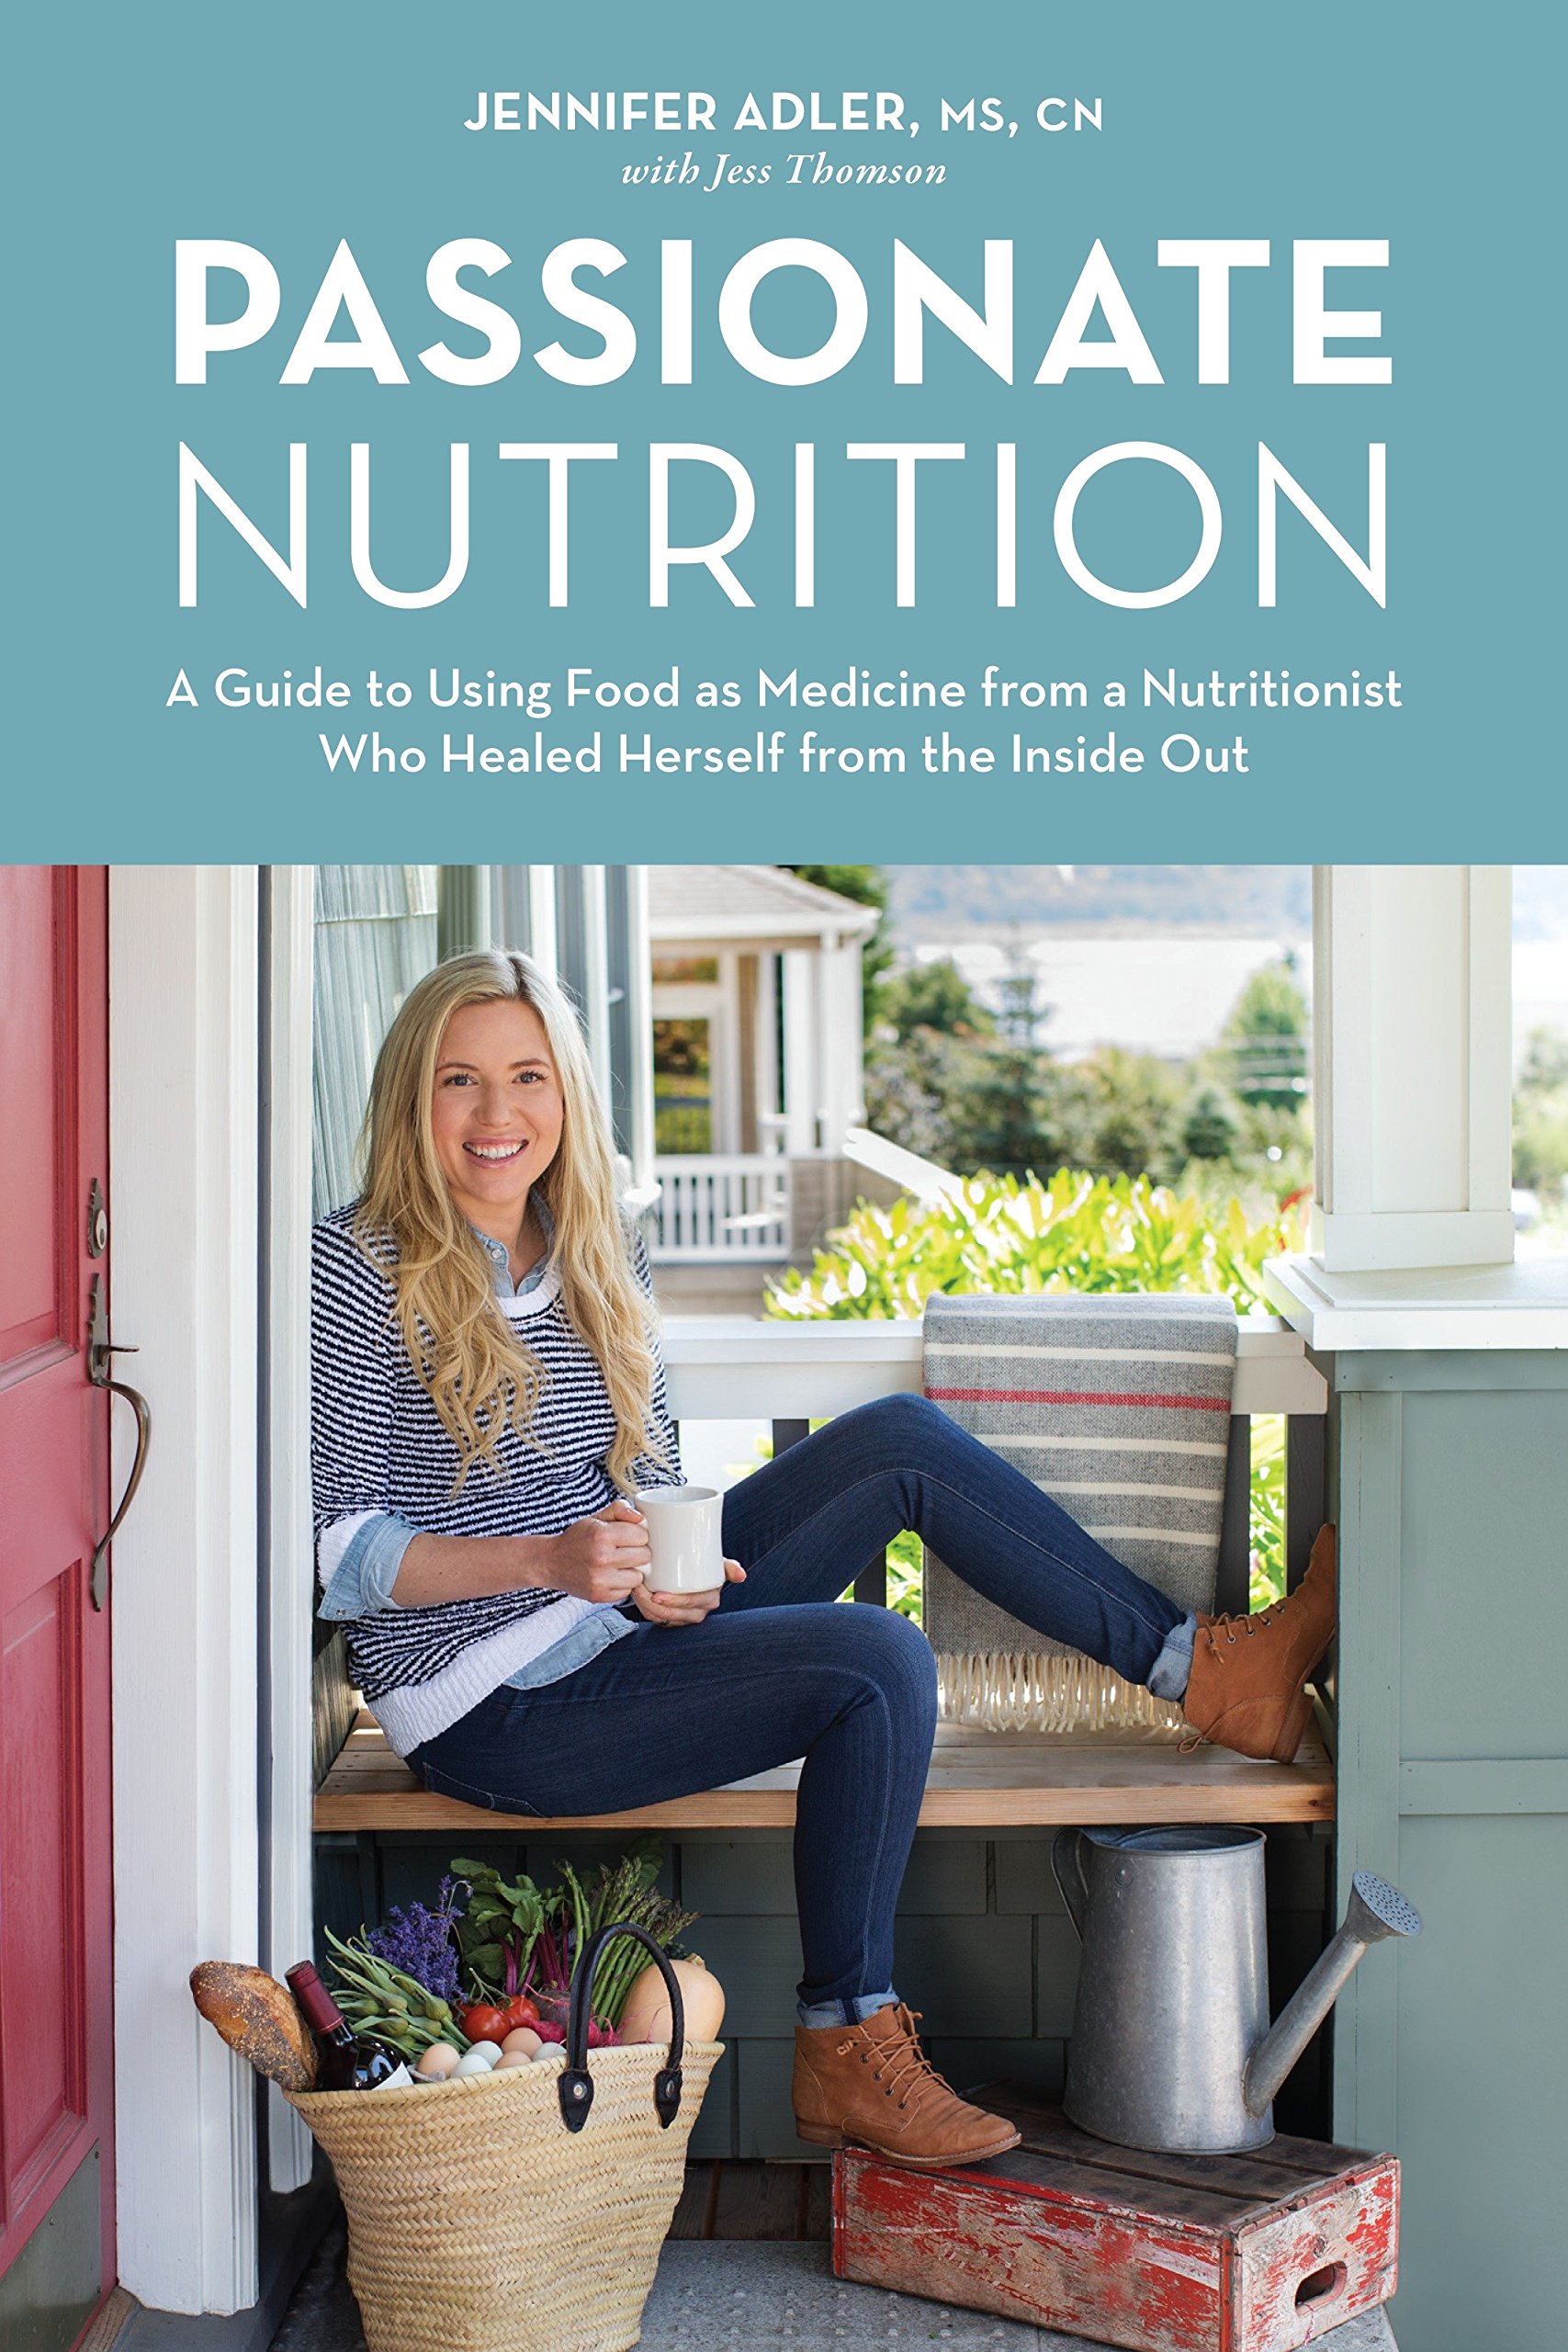 JENNIFER ADLER, MS, CN
with Jess Thomson
PASSIONATE
NUTRITION
A Guide to Using Food as Medicine from a Nutritionist
Who Healed Herself from the Inside Out